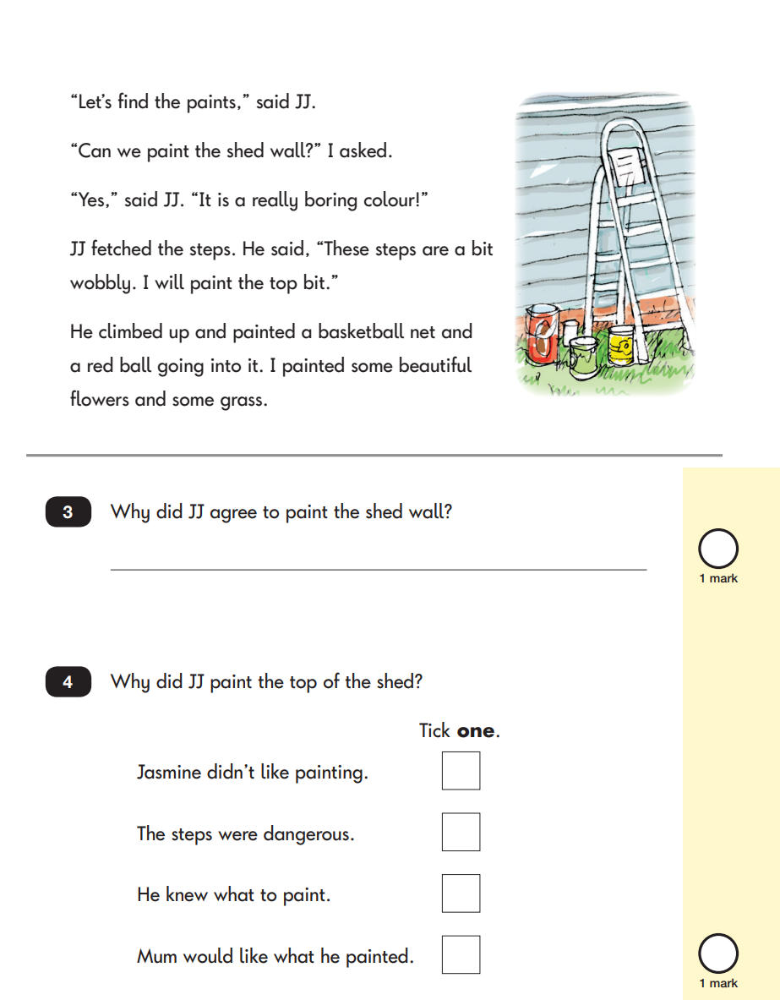 “Let’s find the paints,” said JJ.
“Can we paint the shed wall?” I asked.
“Yes,” said JJ. “It is a really boring colour!”
JJ fetched the steps. He said, “These steps are a bit
wobbly. I will paint the top bit.”
He climbed up and painted a basketball net and
a red ball going into it. I painted some beautiful
flowers and some grass.
3 Why did JJ agree to paint the shed wall?
1 mark
4 Why did JJ paint the top of the shed?
Tick one.
Jasmine didn’t like painting.
The steps were dangerous.
He knew what to paint.
Mum would like what he painted.
1 mark